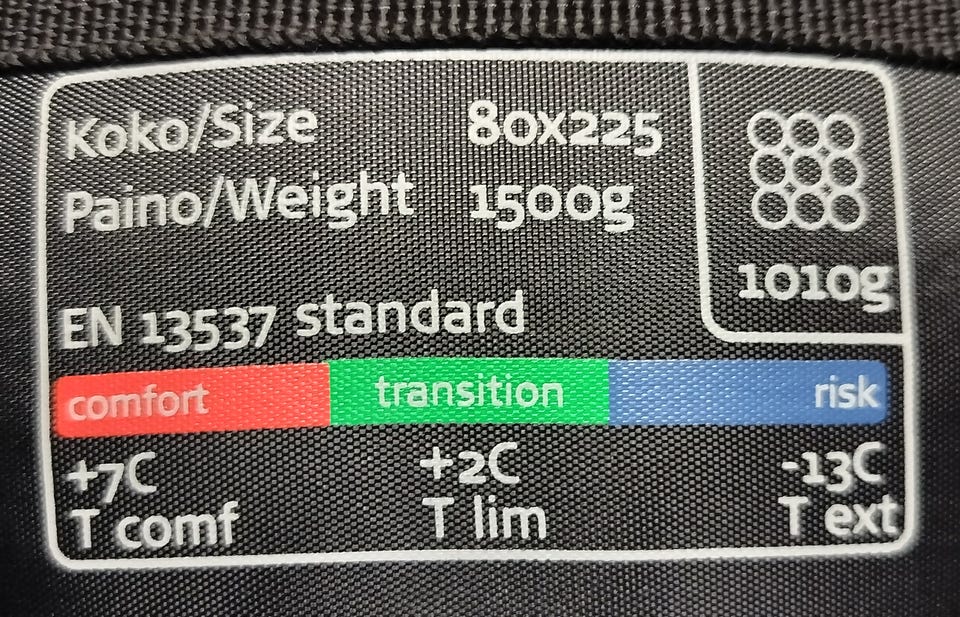 Koko/Size 80x225
Paino/Weight 1500g
1010g
EN 13537 standard
comfort transition risk
+7C +2C -13C
T comf T lim T ext